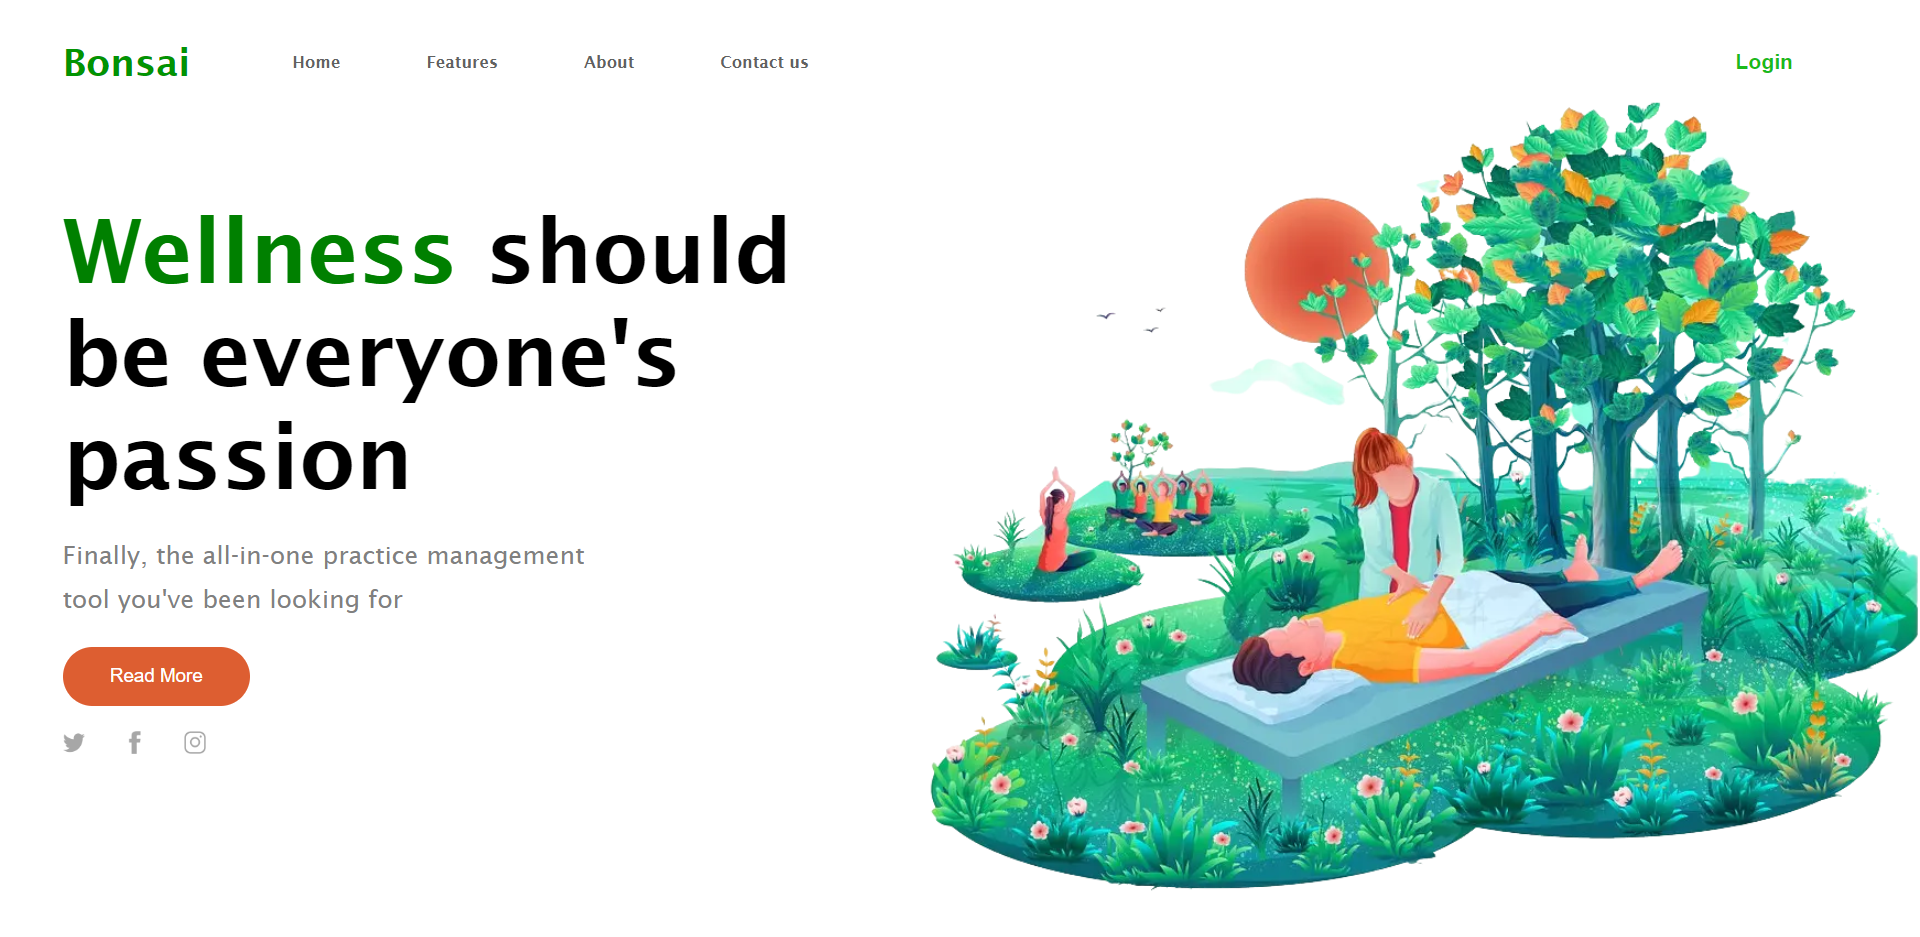 Bonsai Home Features About Contact us Login
Wellness should
be everyone's
passion
Finally, the all-in-one practice management
tool you've been looking for
Read More